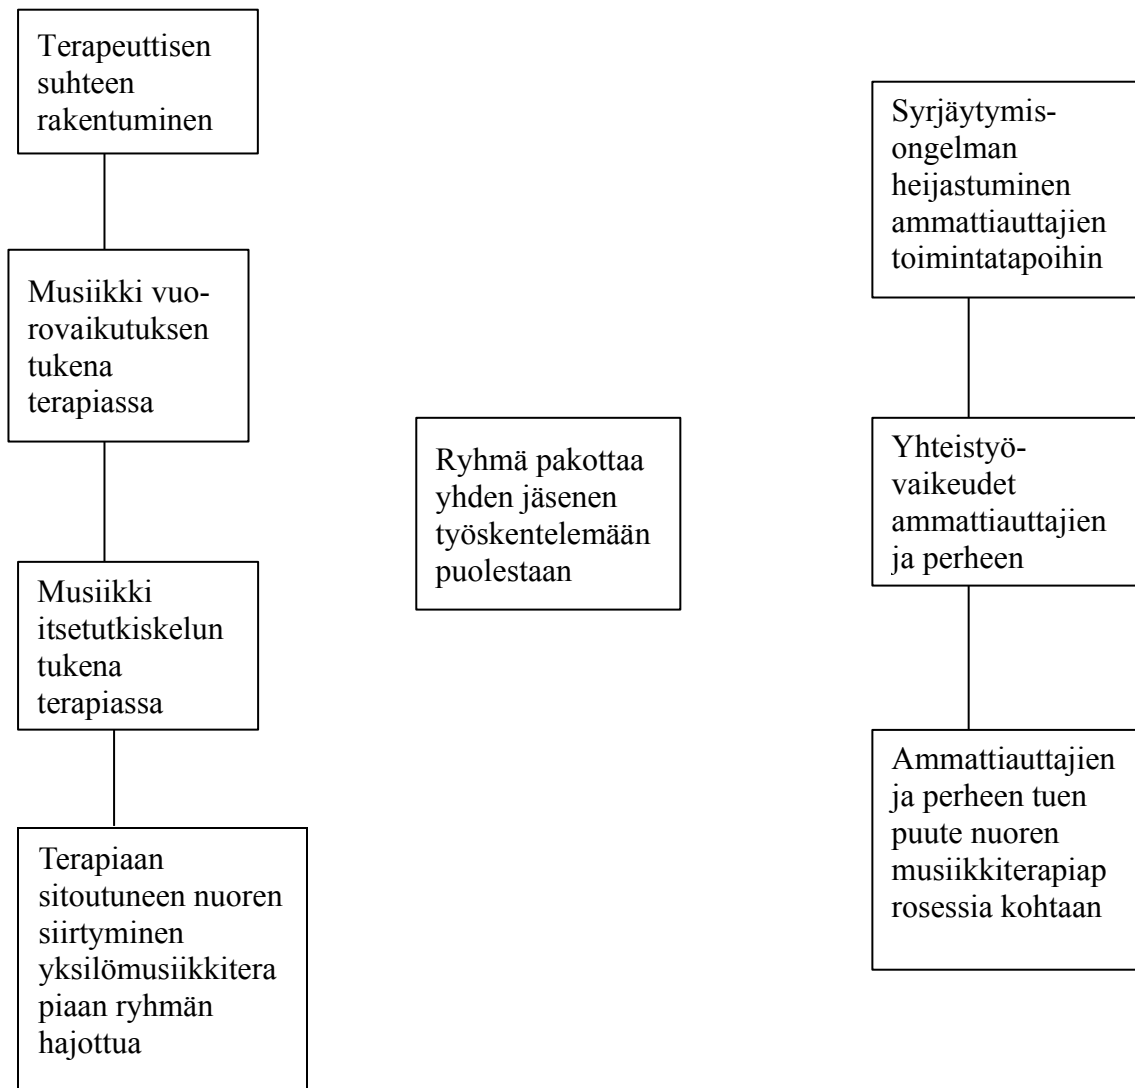 Terapeuttisen
suhteen
rakentuminen
Musiikki vuo-
rovaikutuksen
tukena
terapiassa
Musiikki
itsetutkiskelun
tukena
terapiassa
Terapiaan
sitoutuneen nuoren
siirtyminen
yksilömusiikkitera
piaan ryhmän
hajottua
Ryhmä pakottaa
yhden jäsenen
työskentelemään
puolestaan
Syrjäytymis-
ongelman
heijastuminen
ammattiauttajien
toimintatapoihin
Yhteistyö-
vaikeudet
ammattiauttajien
ja perheen
Ammattiauttajien
ja perheen tuen
puute nuoren
musiikkiterapiap
rosessia kohtaan